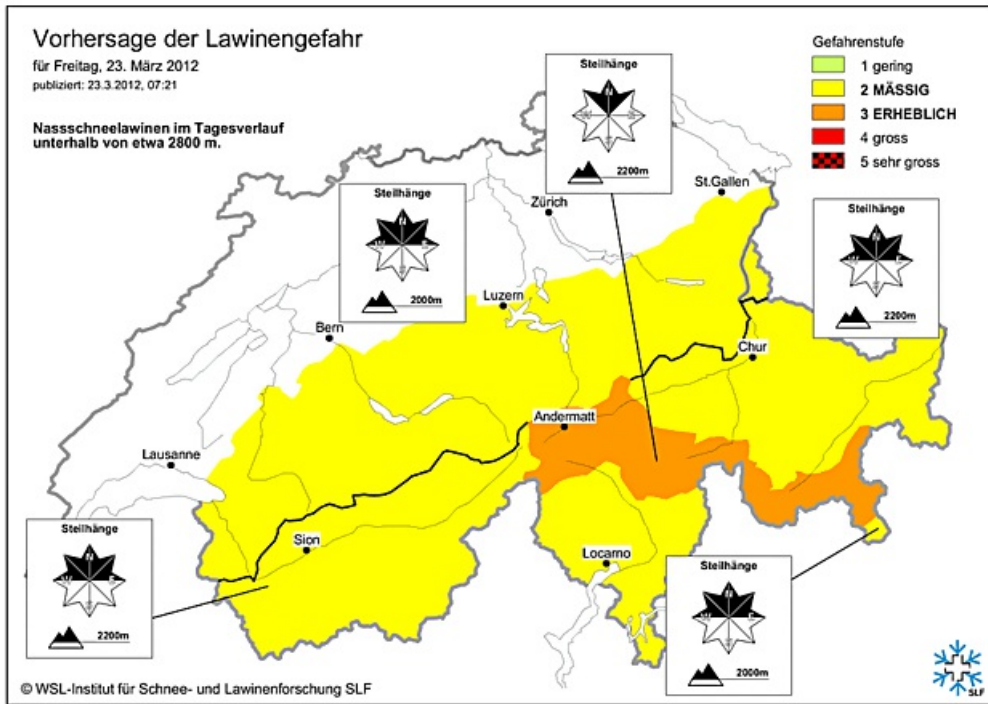 Vorhersage der Lawinengefahr
für Freitag, 23. März 2012
publiziert: 23.3.2012, 07:21
Nassschneelawinen im Tagesverlauf
unterhalb von etwa 2800 m.
Gefahrenstufe
1 gering
2 MÄSSIG
3 ERHEBLICH
4 gross
5 sehr gross
Steilhänge
N
2200m
Steilhänge
N
W E
2000m
Steilhänge
N
W E
2200m
St.Gallen
Zürich
Luzern
Bern
Chur
Andermatt
Lausanne
Sion
Locarno
Steilhänge
N
W E
2200m
Steilhänge
N
W E
2000m
© WSL-Institut für Schnee- und Lawinenforschung SLF
SLF